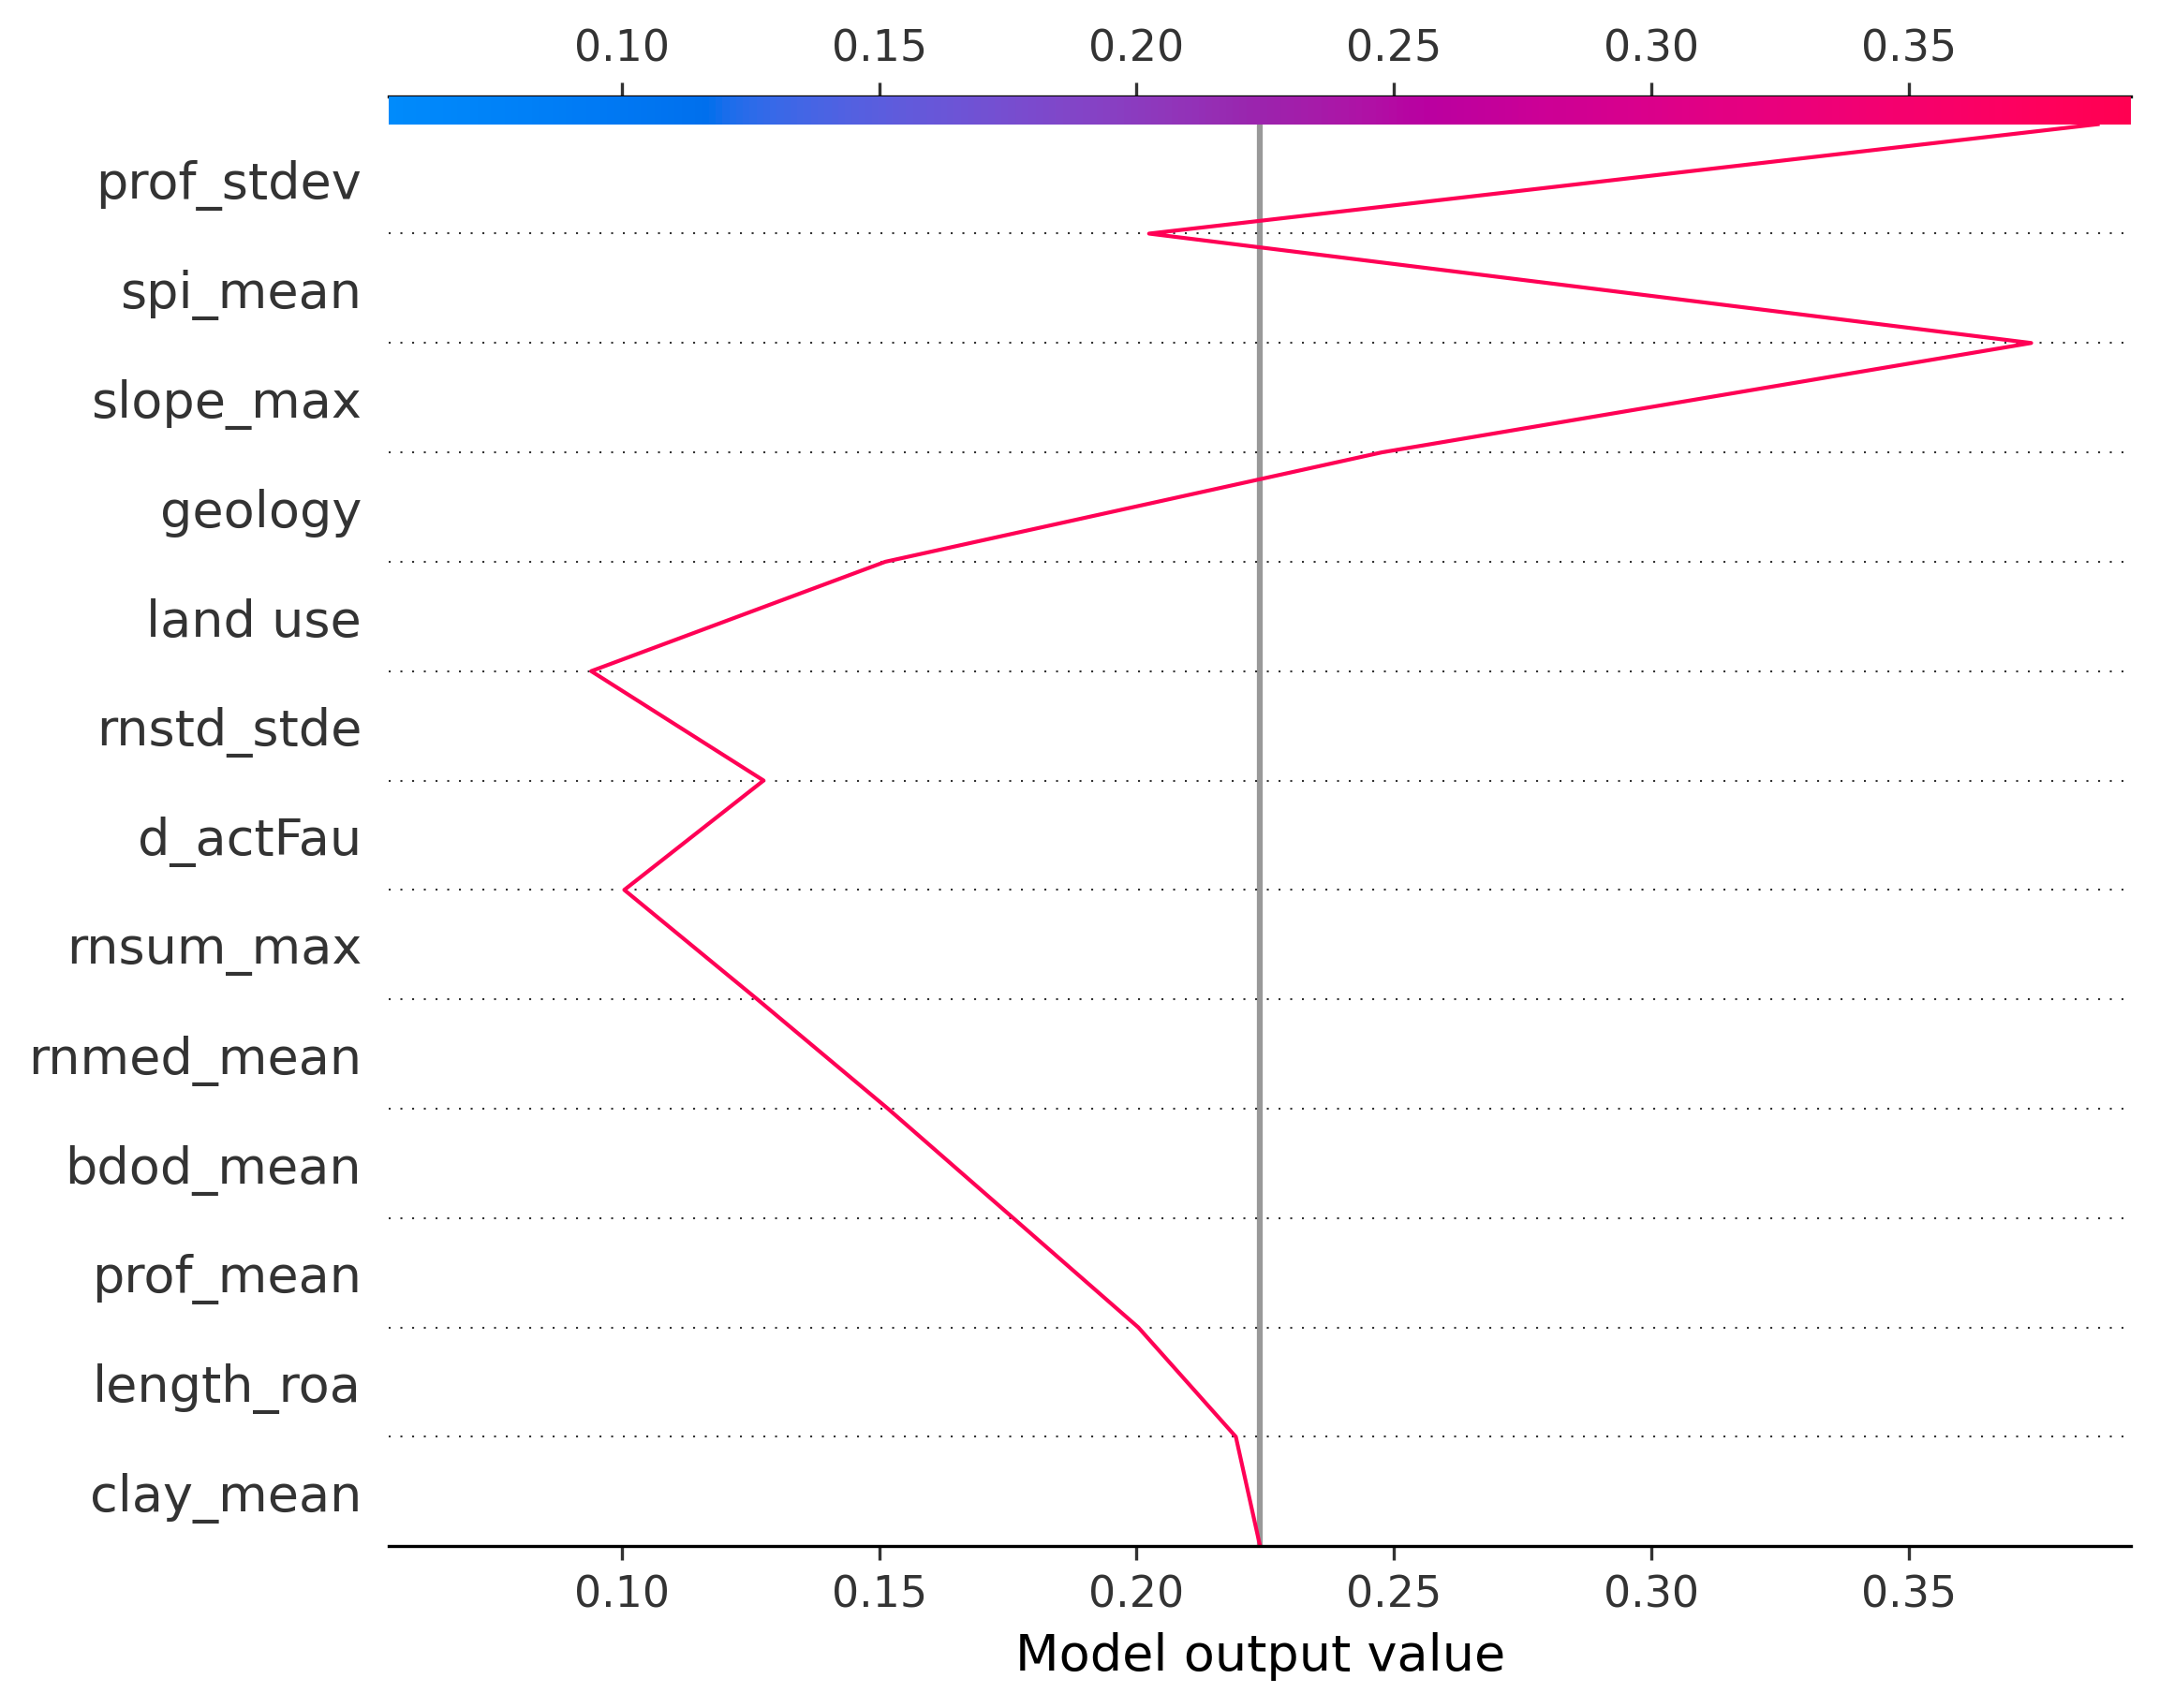 0.10 0.15 0.20 0.25 0.30 0.35
prof_stdev
spi_mean
slope_max
geology
land use
rnstd_stde
d_actFau
rnsum_max
rnmed_mean
bdod_mean
prof_mean
length_roa
clay_mean
0.10 0.15 0.20 0.25 0.30 0.35
Model output value